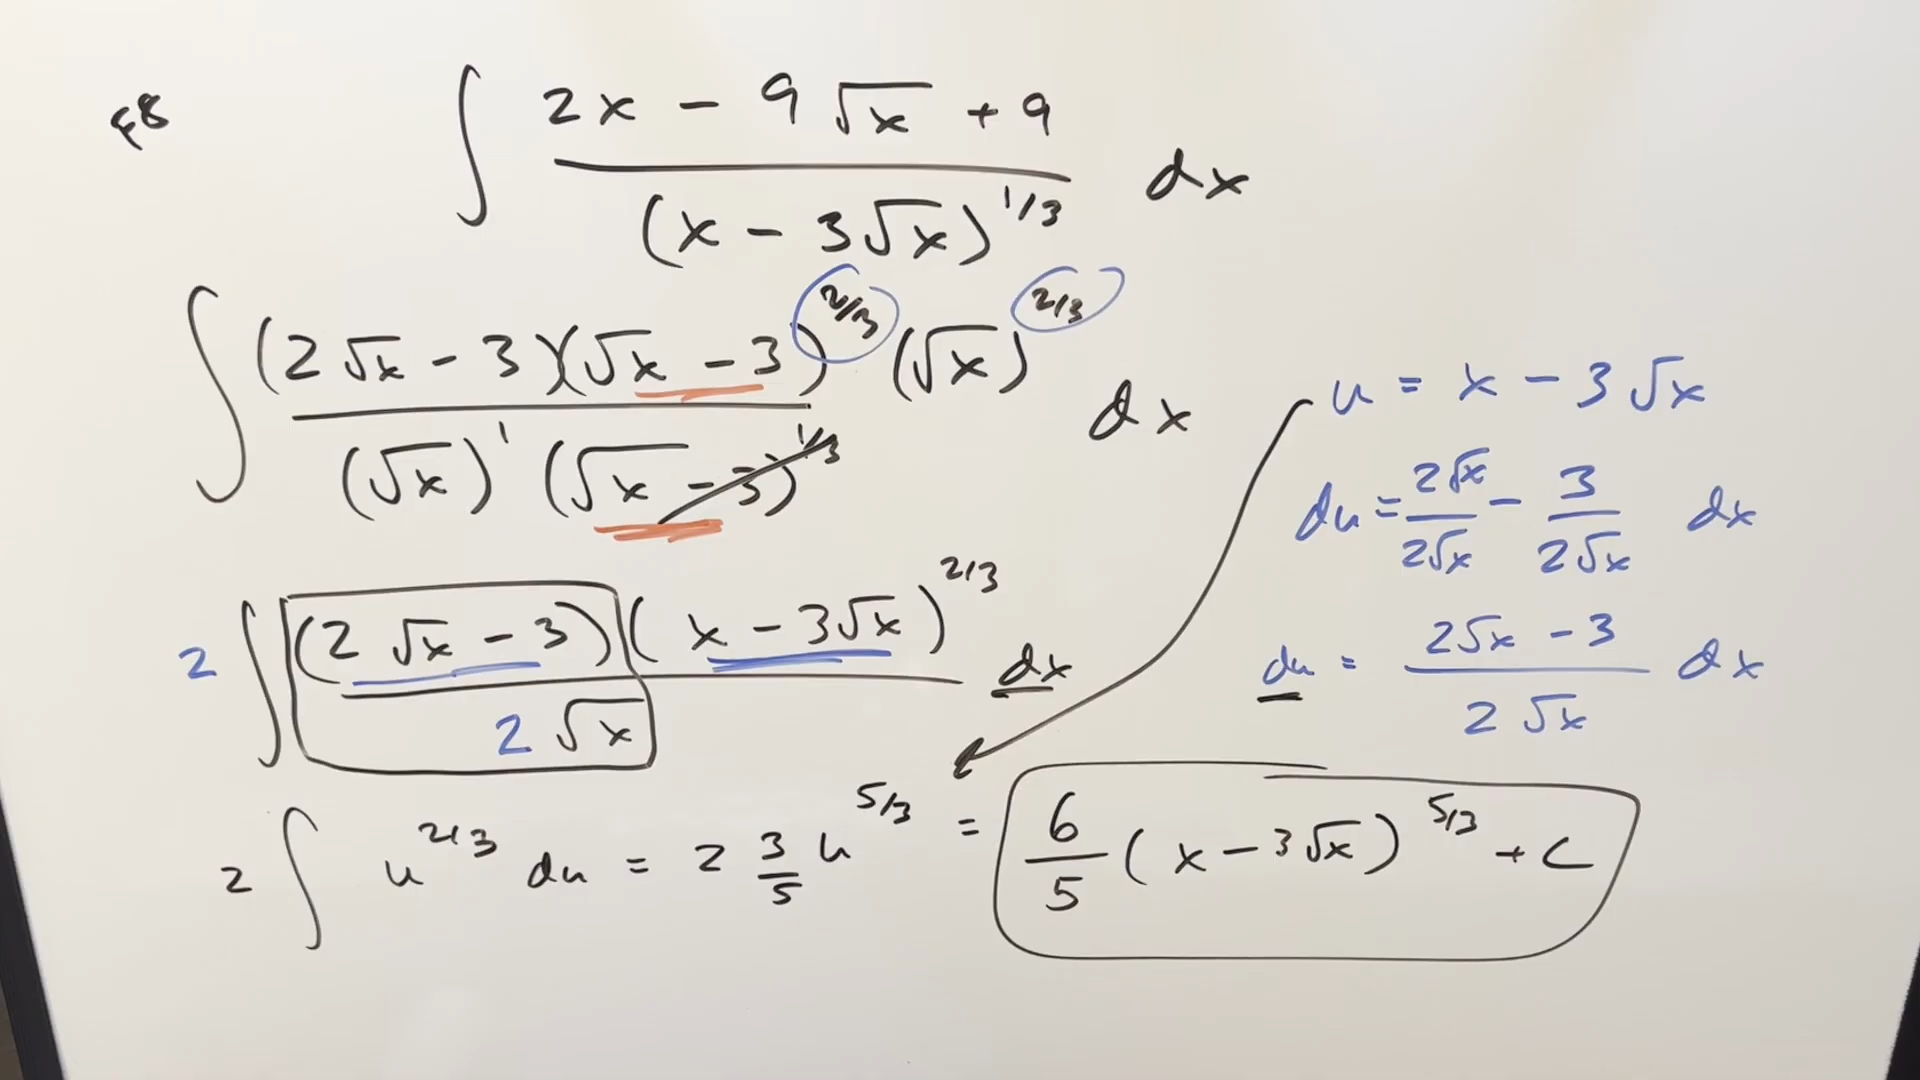 #8
∫ (2x - 9√x + 9) / (x - 3√x)^(1/3) dx
∫ (2√x - 3)(√x - 3)^(2/3) (√x)^(2/3) / (√x)^1 (√x - 3)^(1/3) dx
u = x - 3√x
du = 2√x/2√x - 3/2√x dx
2 ∫ (2√x - 3)(x - 3√x)^(2/3) / 2√x dx
du = (2√x - 3) / 2√x dx
2 ∫ u^(2/3) du = 2 3/5 u^(5/3) = 6/5 (x - 3√x)^(5/3) + C